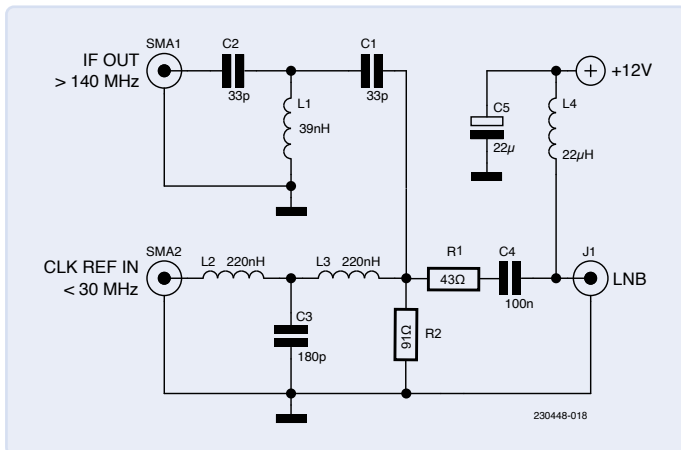 IF OUT
> 140 MHz
SMA1
C2
33p
C1
33p
L1
39nH
C5
22µ
+12V
L4
22µH
CLK REF IN
< 30 MHz
SMA2
L2
220nH
L3
220nH
C3
180p
R1
43Ω
C4
100n
R2
91Ω
J1
LNB
230448-018